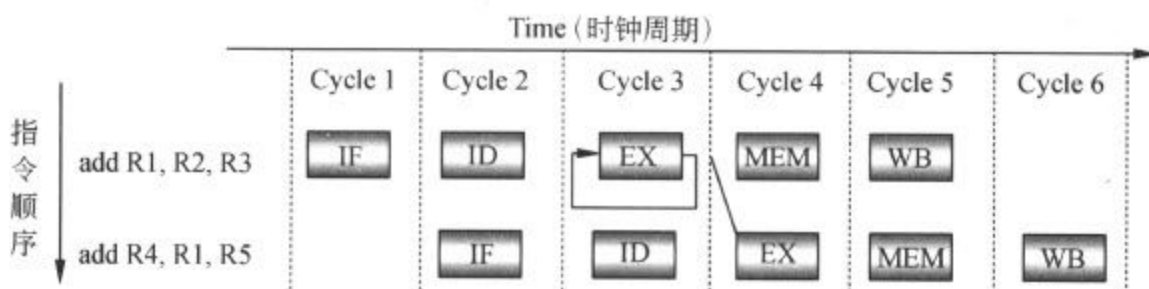 Time (时钟周期)
Cycle 1 Cycle 2 Cycle 3 Cycle 4 Cycle 5 Cycle 6
指令顺序
add R1, R2, R3 IF ID EX MEM WB
add R4, R1, R5 IF ID EX MEM WB